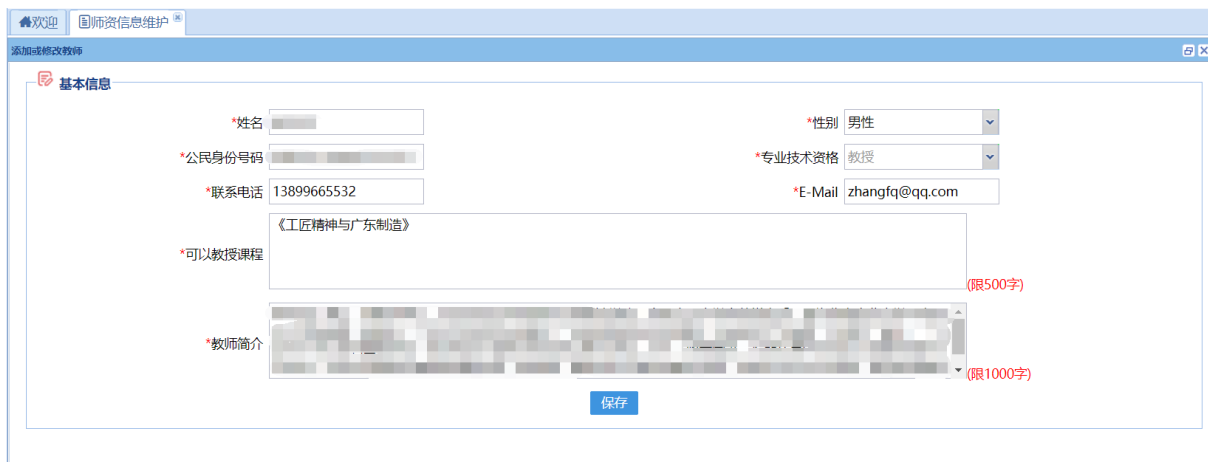 欢迎 师资信息维护
添加或修改教师
基本信息
*姓名 *性别 男性
*公民身份号码 *专业技术资格 教授
*联系电话 13899665532 *E-Mail zhangfq@qq.com
《工匠精神与广东制造》
*可以教授课程
(限500字)
*教师简介
(限1000字)
保存